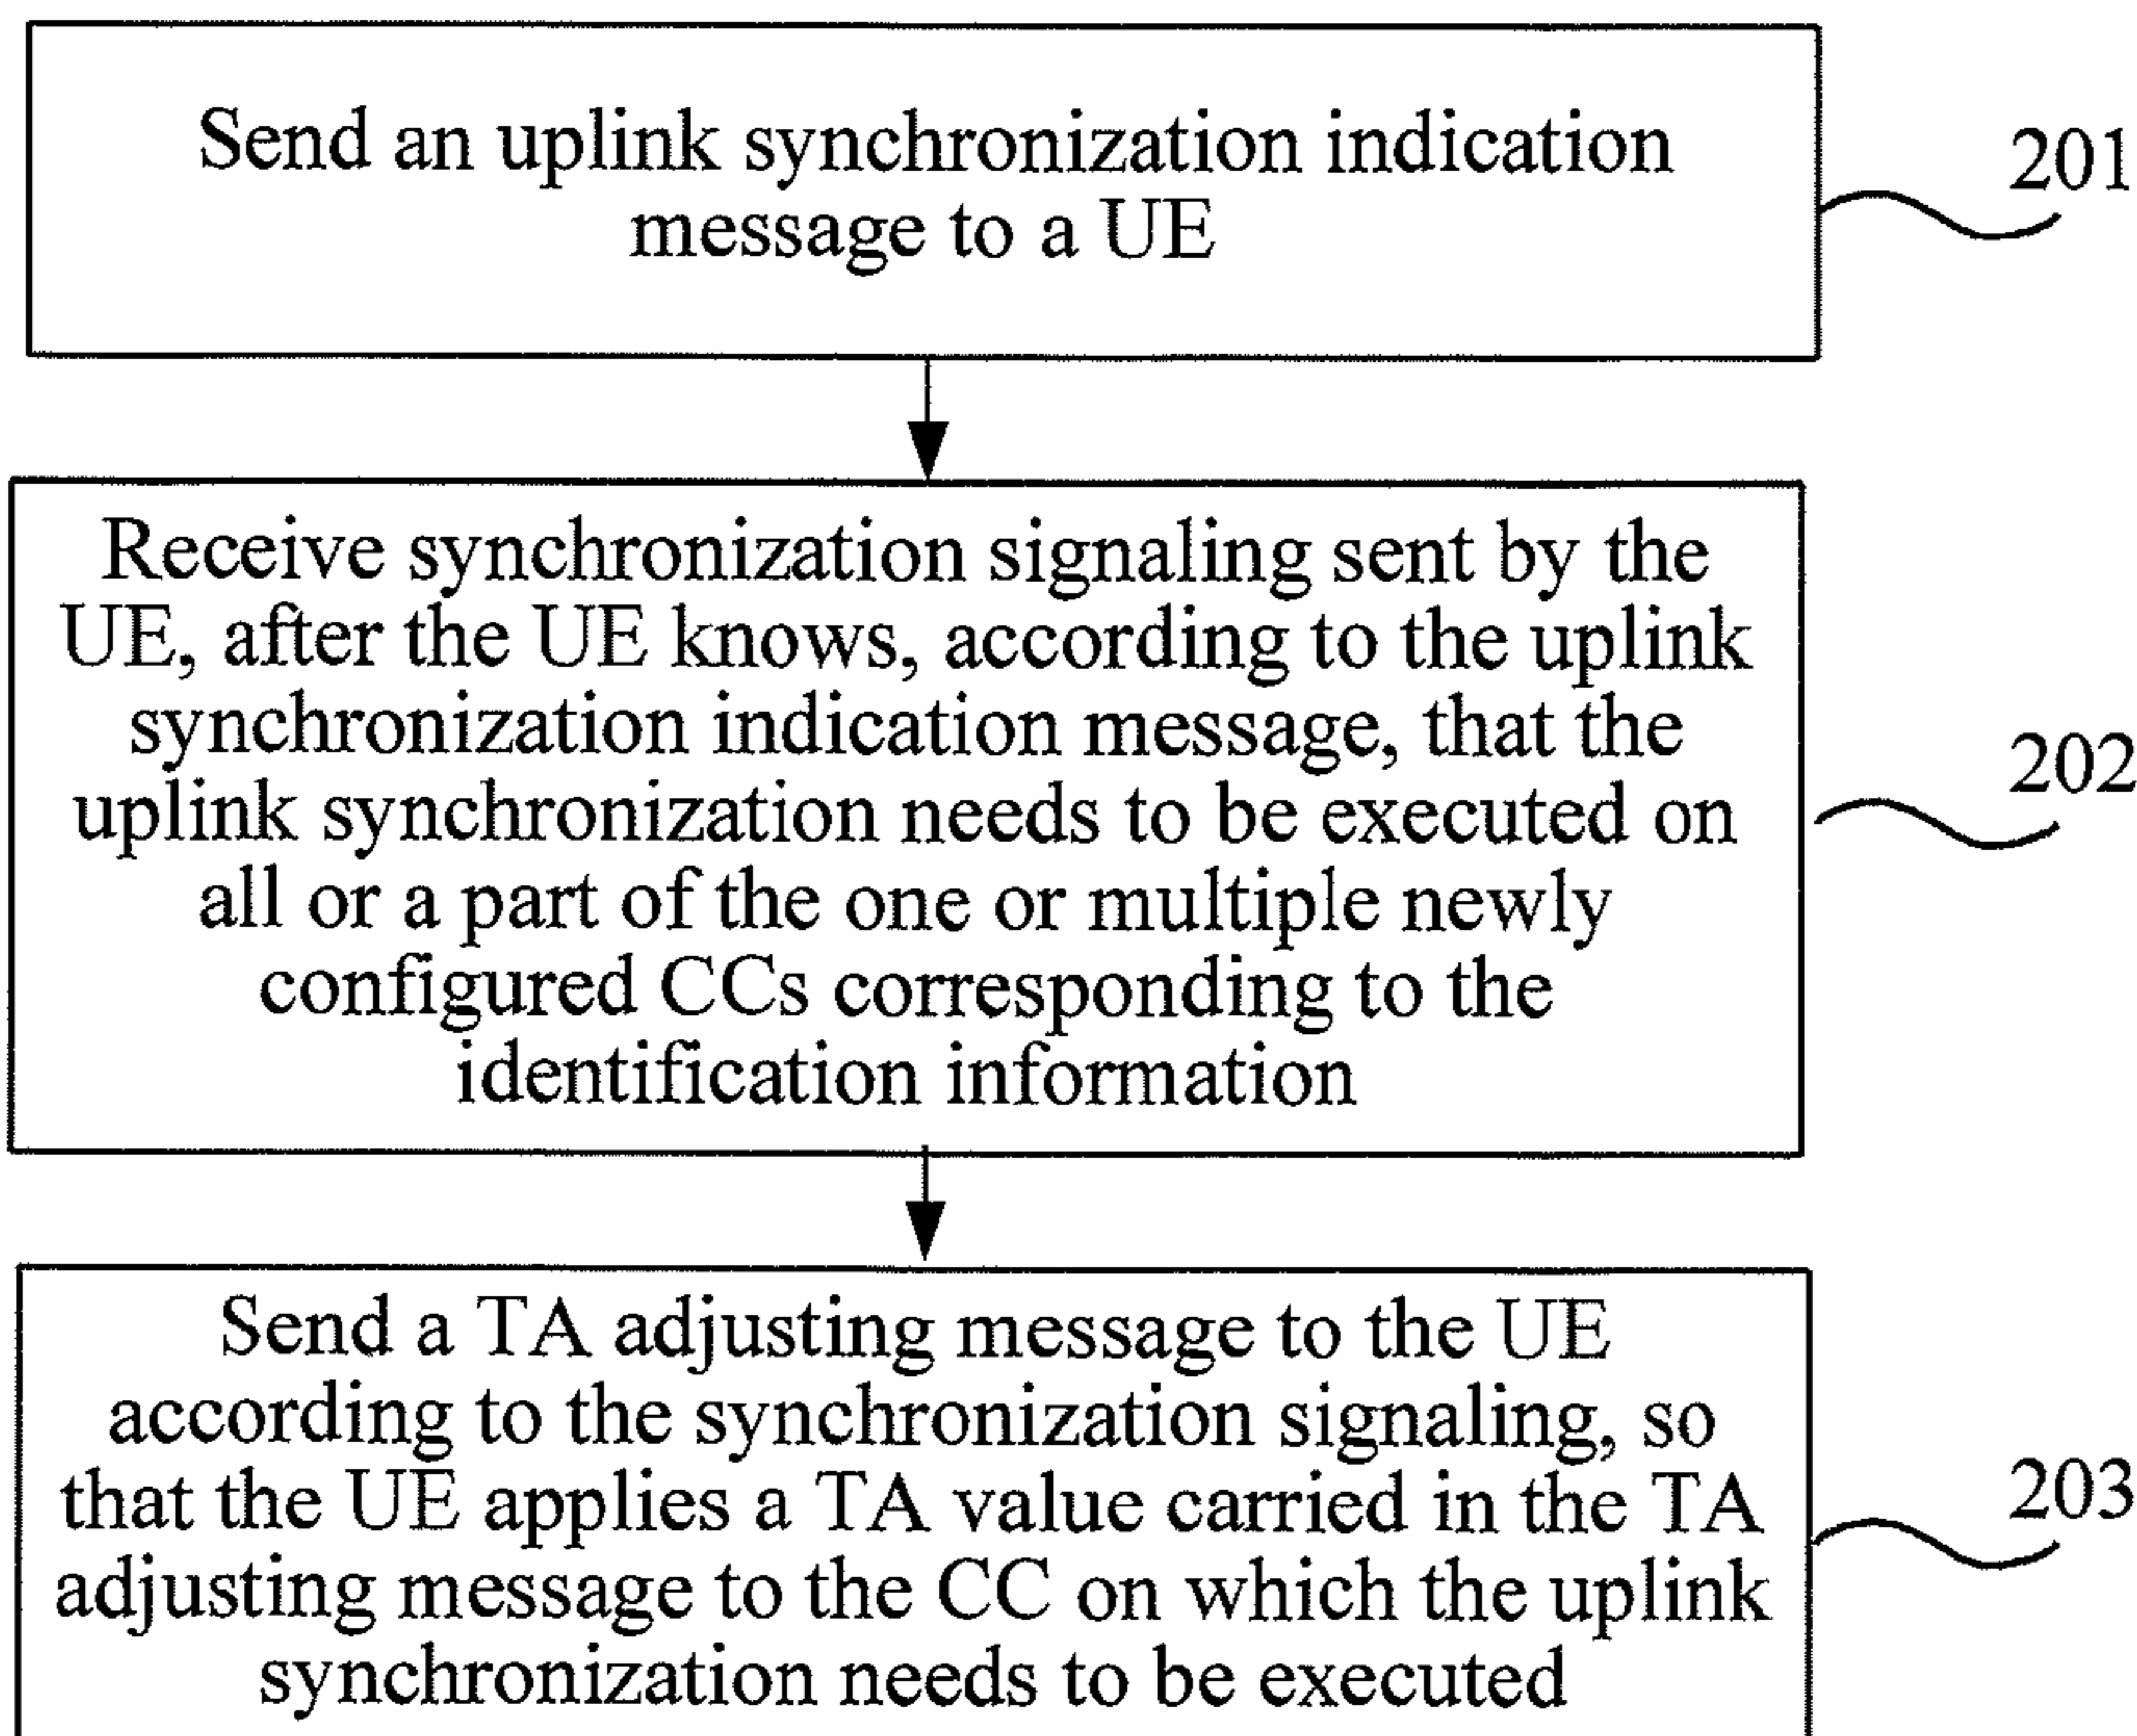 Send an uplink synchronization indication
message to a UE
201
Receive synchronization signaling sent by the
UE, after the UE knows, according to the uplink
synchronization indication message, that the
uplink synchronization needs to be executed on
all or a part of the one or multiple newly
configured CCs corresponding to the
identification information
202
Send a TA adjusting message to the UE
according to the synchronization signaling, so
that the UE applies a TA value carried in the TA
adjusting message to the CC on which the uplink
synchronization needs to be executed
203